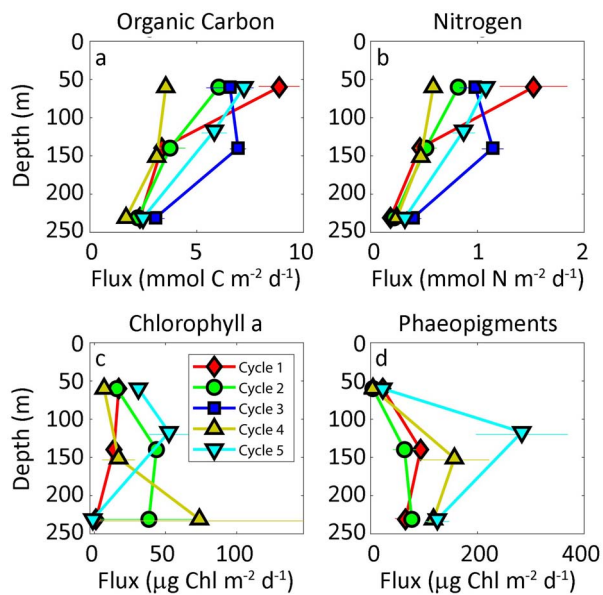 Organic Carbon
a
0
50
100
150
200
250
Depth (m)
0
5
10
Flux (mmol C m⁻² d⁻¹)
Nitrogen
b
0
50
100
150
200
250
0
1
2
Flux (mmol N m⁻² d⁻¹)
Chlorophyll a
c
0
50
100
150
200
250
Depth (m)
Cycle 1
Cycle 2
Cycle 3
Cycle 4
Cycle 5
0
50
100
Flux (μg Chl m⁻² d⁻¹)
Phaeopigments
d
0
50
100
150
200
250
0
200
400
Flux (μg Chl m⁻² d⁻¹)